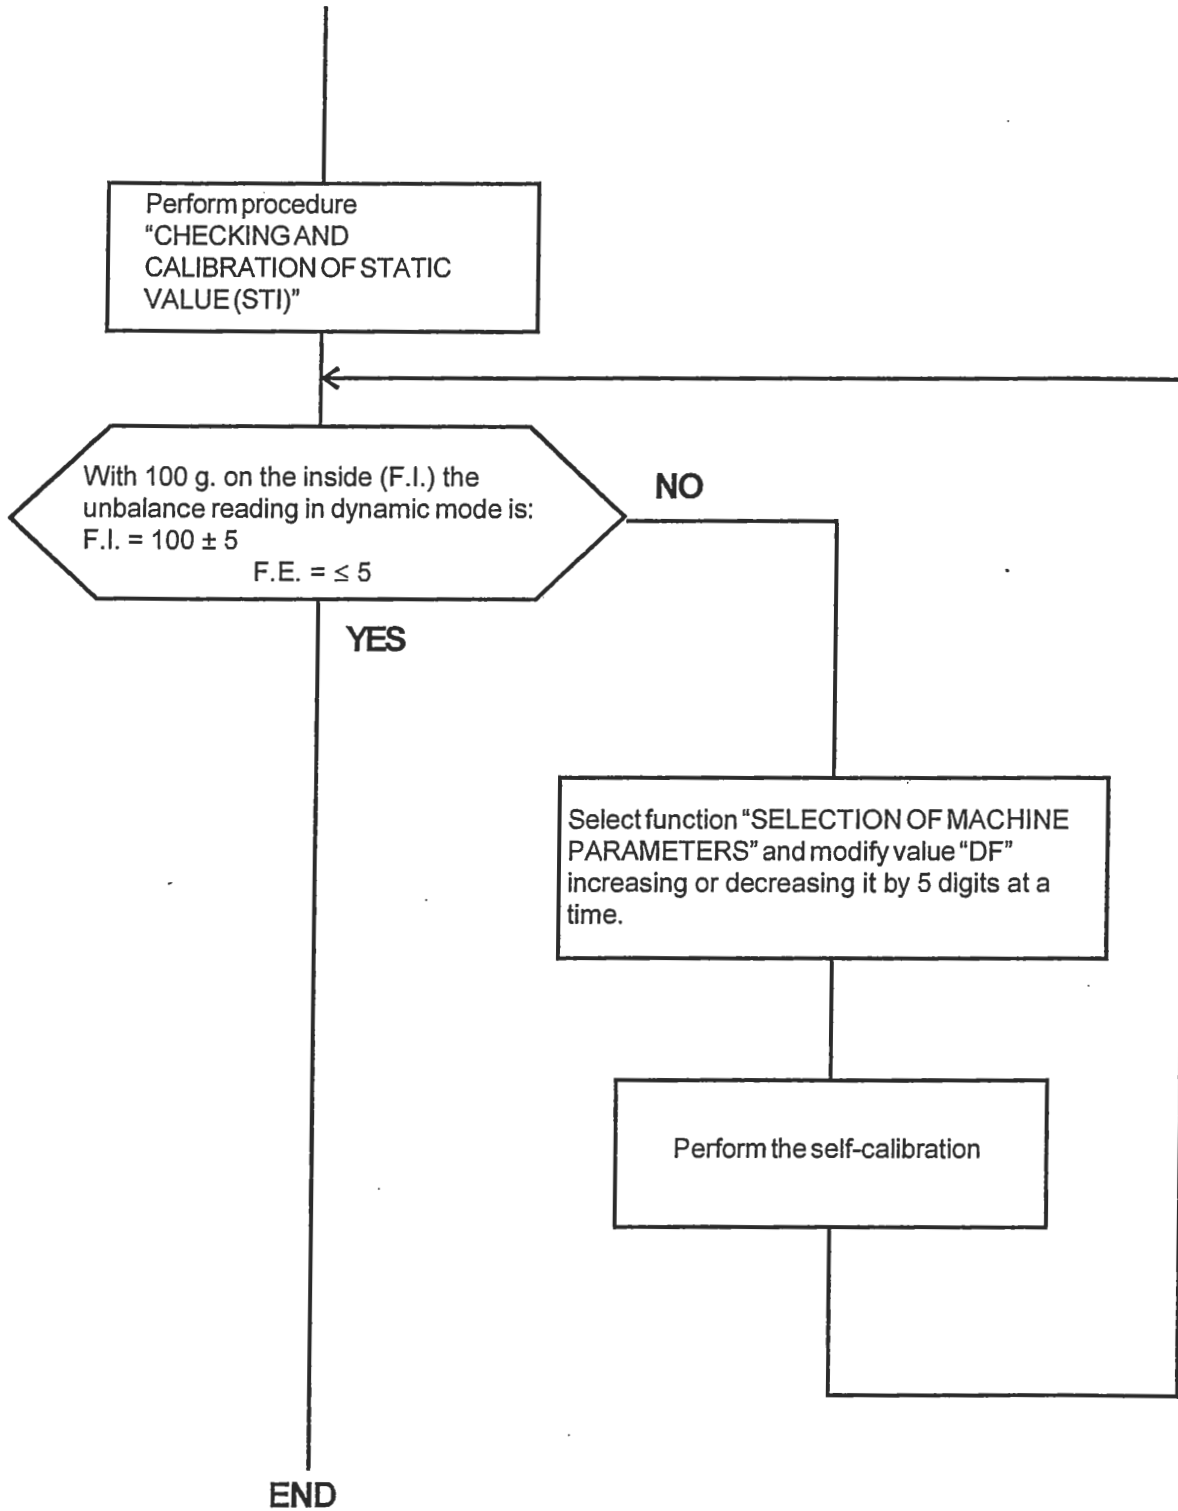 Perform procedure
“CHECKING AND
CALIBRATION OF STATIC
VALUE (STI)”
With 100 g. on the inside (F.I.) the
unbalance reading in dynamic mode is:
F.I. = 100 ± 5
F.E. = ≤ 5
NO
YES
Select function “SELECTION OF MACHINE
PARAMETERS” and modify value “DF”
increasing or decreasing it by 5 digits at a
time.
Perform the self-calibration
END